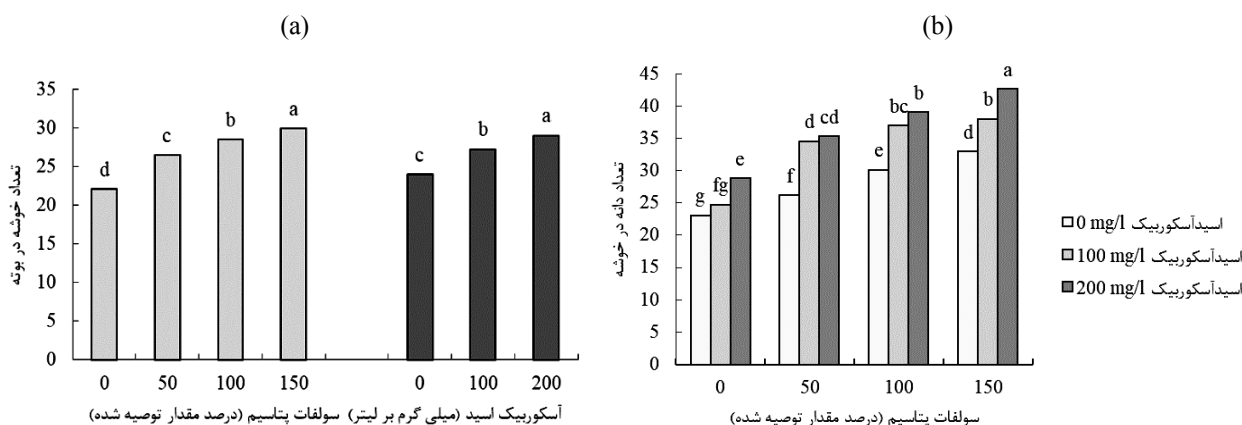 (a)
35
30
25
20
15
10
5
0
تعداد خوشه در بوته
d
c
b
a
c
b
a
0 50 100 150 0 100 200
سولفات پتاسیم (درصد مقدار توصیه شده)
آسکوربیک اسید (میلی گرم بر لیتر)
(b)
45
40
35
30
25
20
15
10
5
0
تعداد دانه در خوشه
g fg e
f d cd
e bc b
d b a
0 50 100 150
سولفات پتاسیم (درصد مقدار توصیه شده)
0 mg/l اسیدآسکوربیک
100 mg/l اسیدآسکوربیک
200 mg/l اسیدآسکوربیک